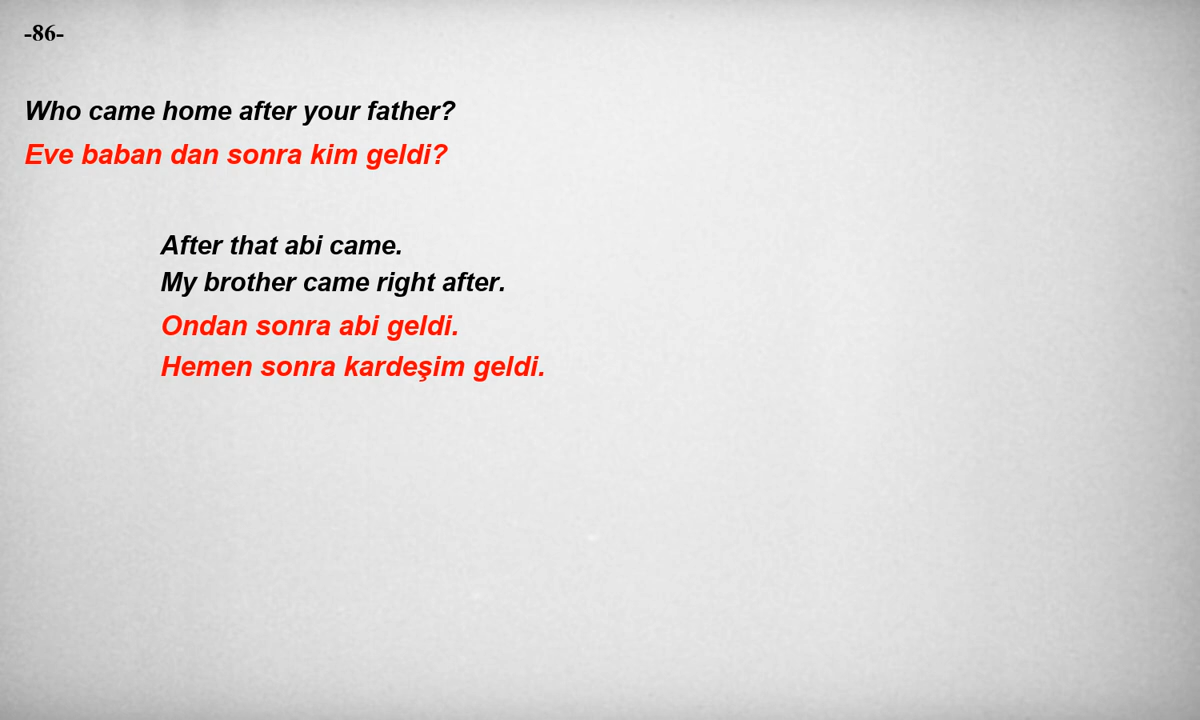 -86-
Who came home after your father?
Eve baban dan sonra kim geldi?
After that abi came.
My brother came right after.
Ondan sonra abi geldi.
Hemen sonra kardeşim geldi.